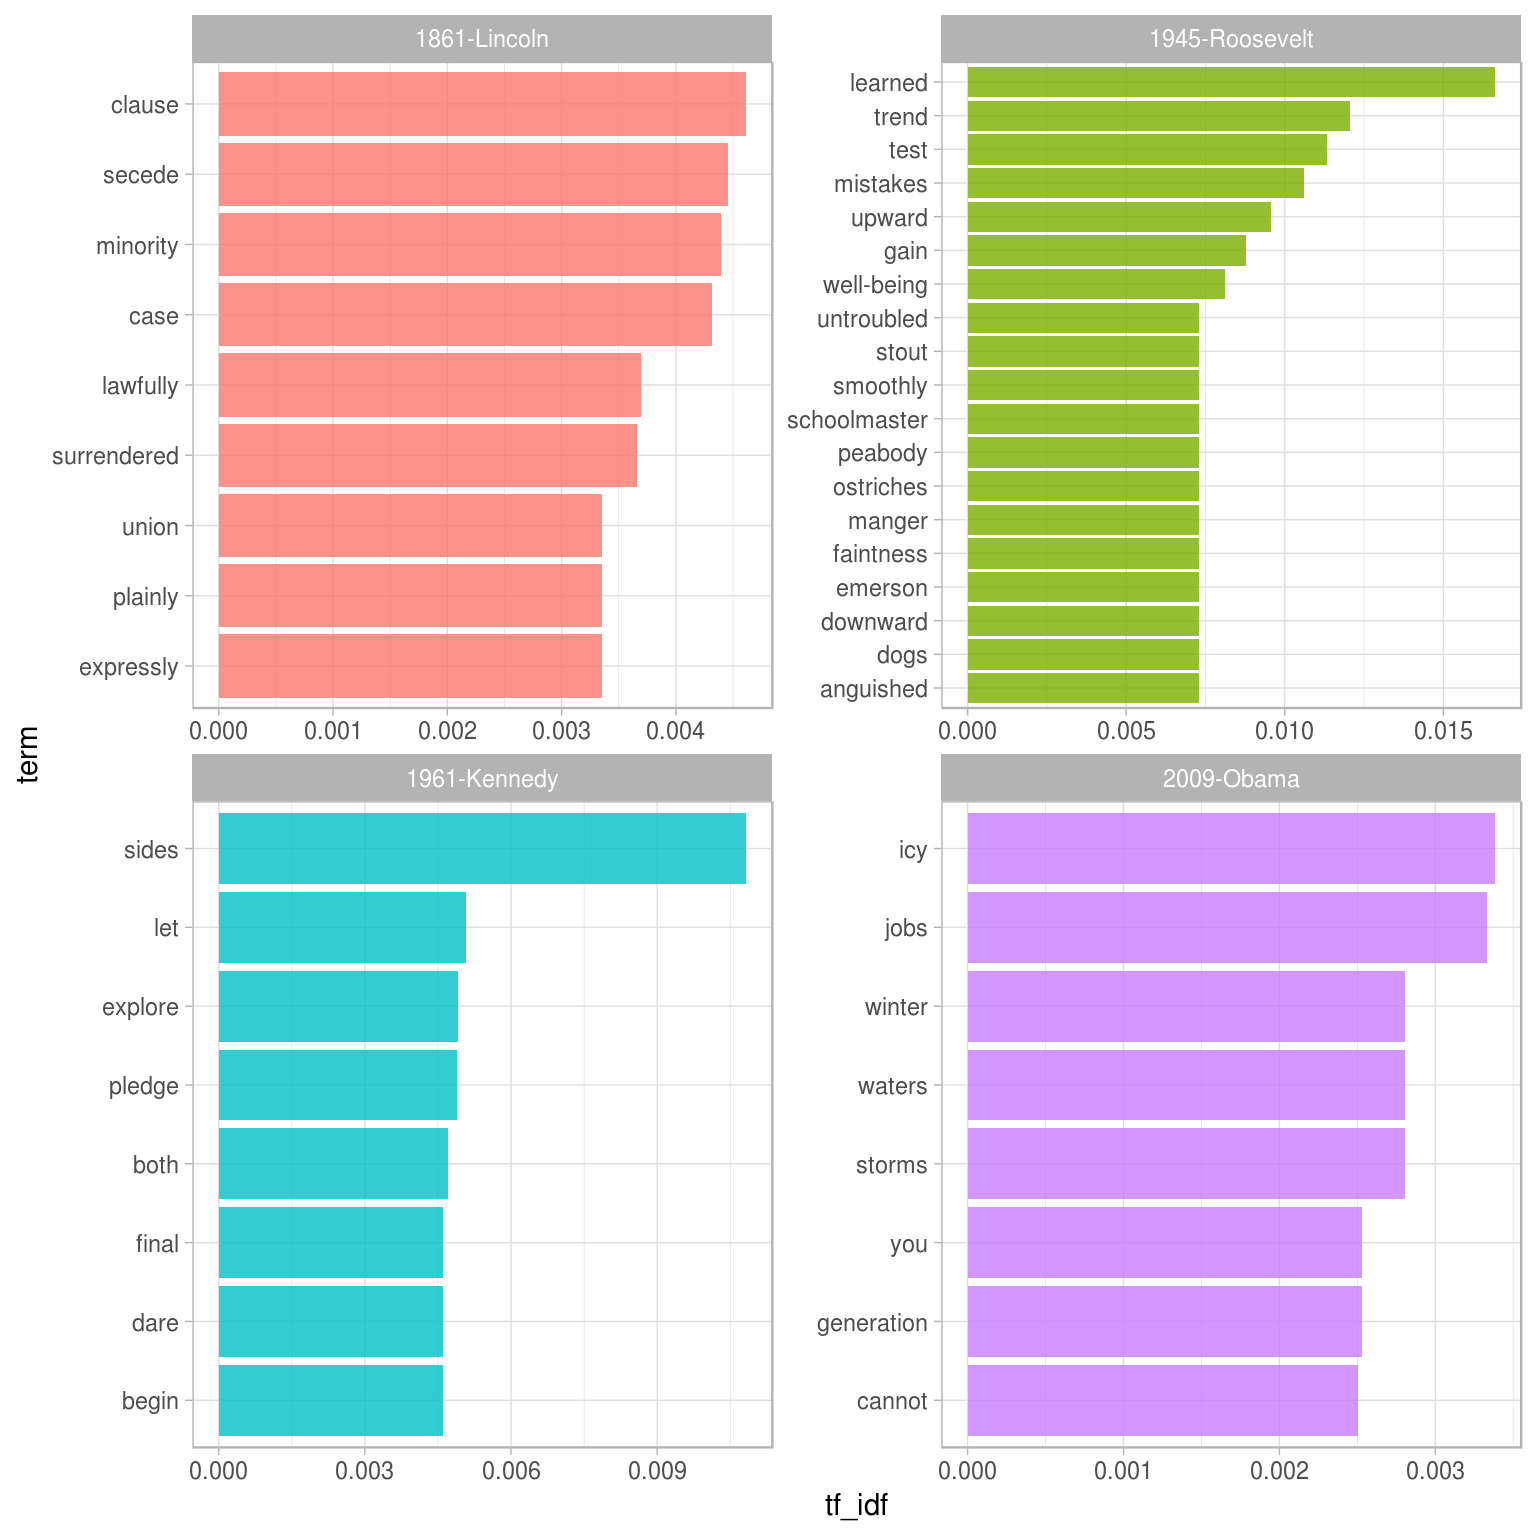 1861-Lincoln
clause
secede
minority
case
lawfully
surrendered
union
plainly
expressly
0.000 0.001 0.002 0.003 0.004
1945-Roosevelt
learned
trend
test
mistakes
upward
gain
well-being
untroubled
stout
smoothly
schoolmaster
peabody
ostriches
manger
faintness
emerson
downward
dogs
anguished
0.000 0.005 0.010 0.015
term
1961-Kennedy
sides
let
explore
pledge
both
final
dare
begin
0.000 0.003 0.006 0.009
2009-Obama
icy
jobs
winter
waters
storms
you
generation
cannot
0.000 0.001 0.002 0.003
tf_idf